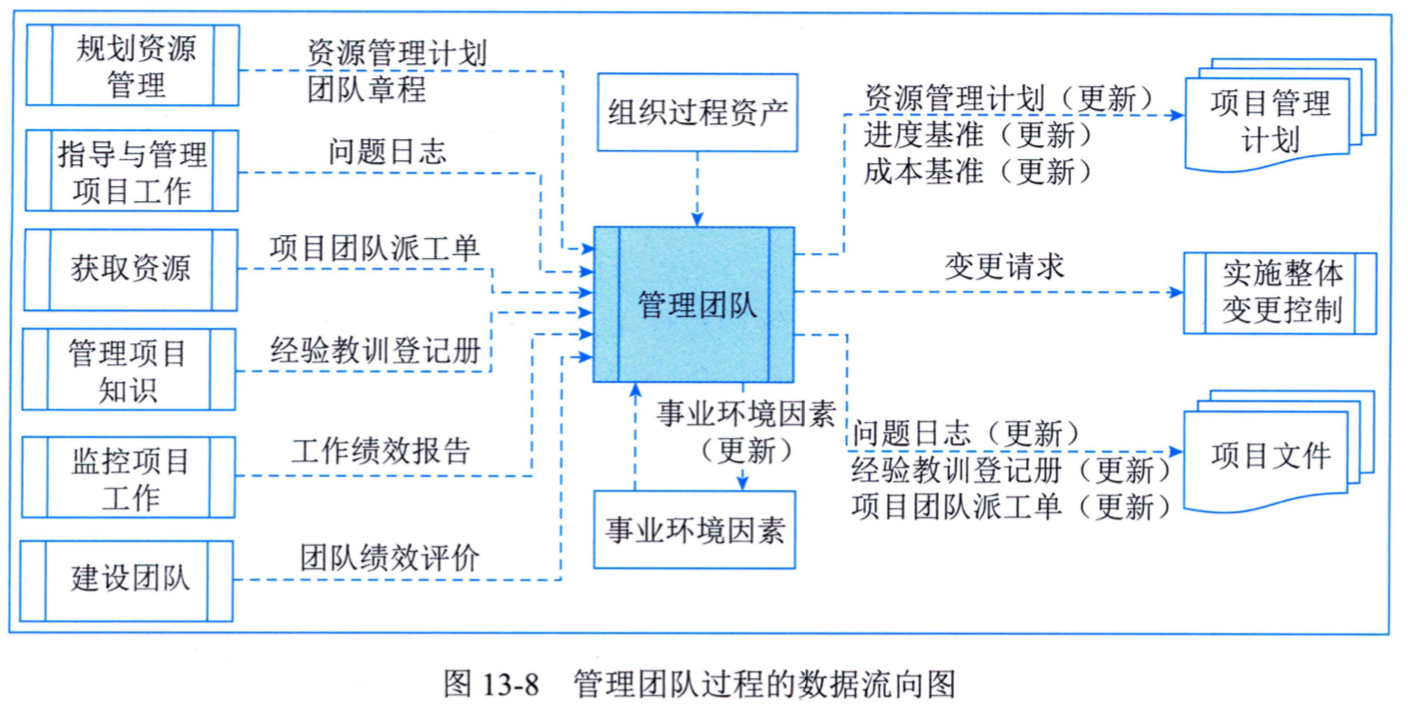 规划资源
管理
资源管理计划
团队章程
指导与管理
项目工作
问题日志
获取资源
项目团队派工单
管理项目
知识
经验教训登记册
监控项目
工作
工作绩效报告
建设团队
团队绩效评价
组织过程资产
管理团队
事业环境因素
（更新）
事业环境因素
资源管理计划（更新）
进度基准（更新）
成本基准（更新）
项目管理
计划
变更请求
实施整体
变更控制
问题日志（更新）
经验教训登记册（更新）
项目团队派工单（更新）
项目文件
图 13-8 管理团队过程的数据流向图